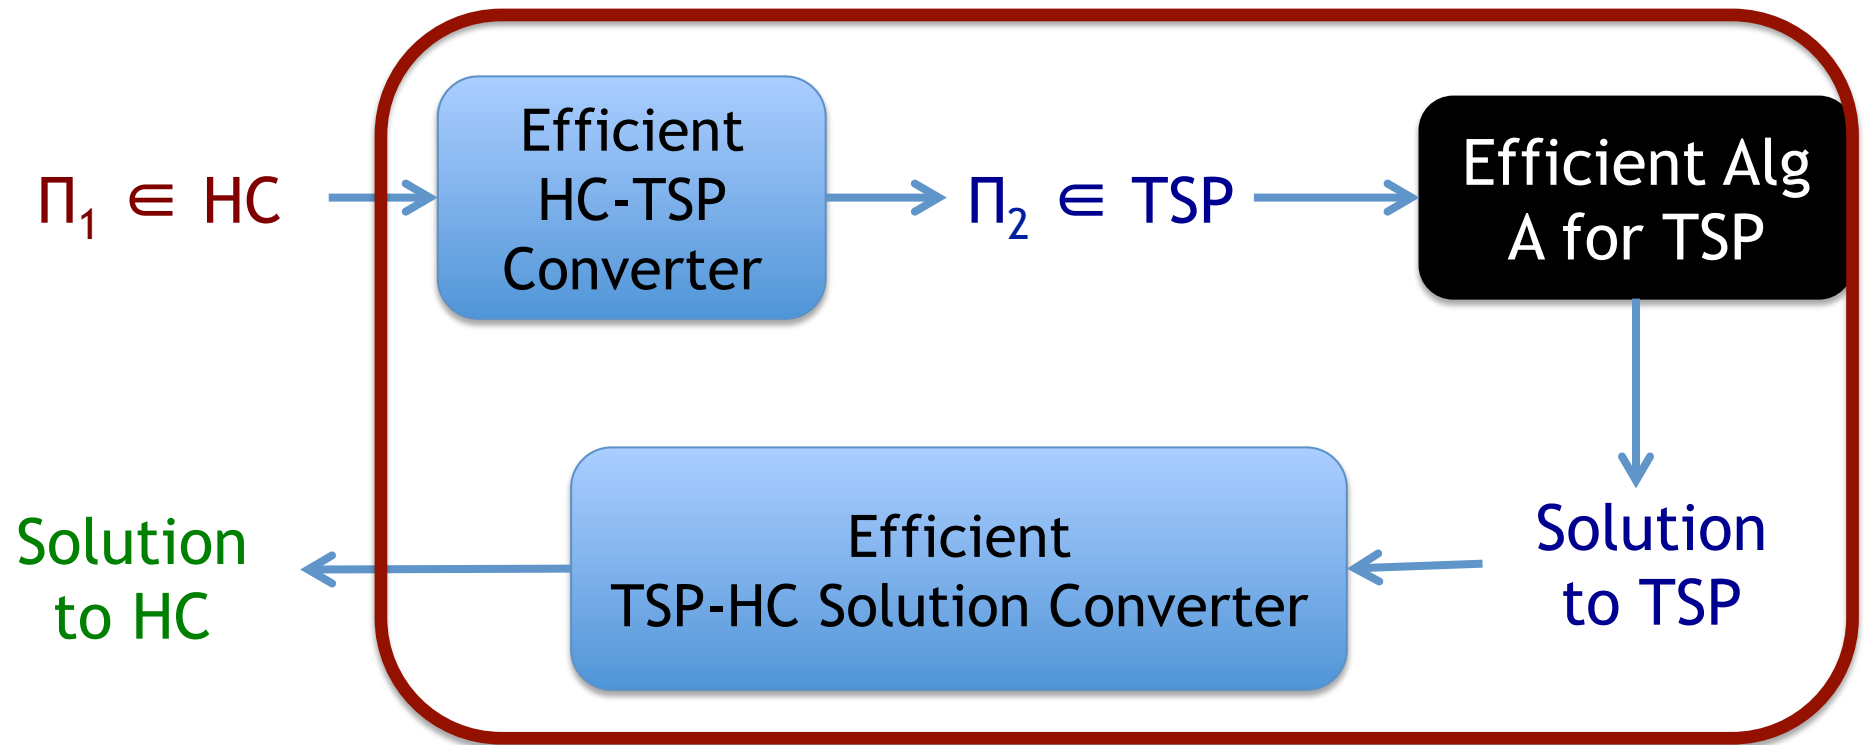 Π₁ ∈ HC
Efficient
HC-TSP
Converter
Π₂ ∈ TSP
Efficient Alg
A for TSP
Solution
to TSP
Efficient
TSP-HC Solution Converter
Solution
to HC